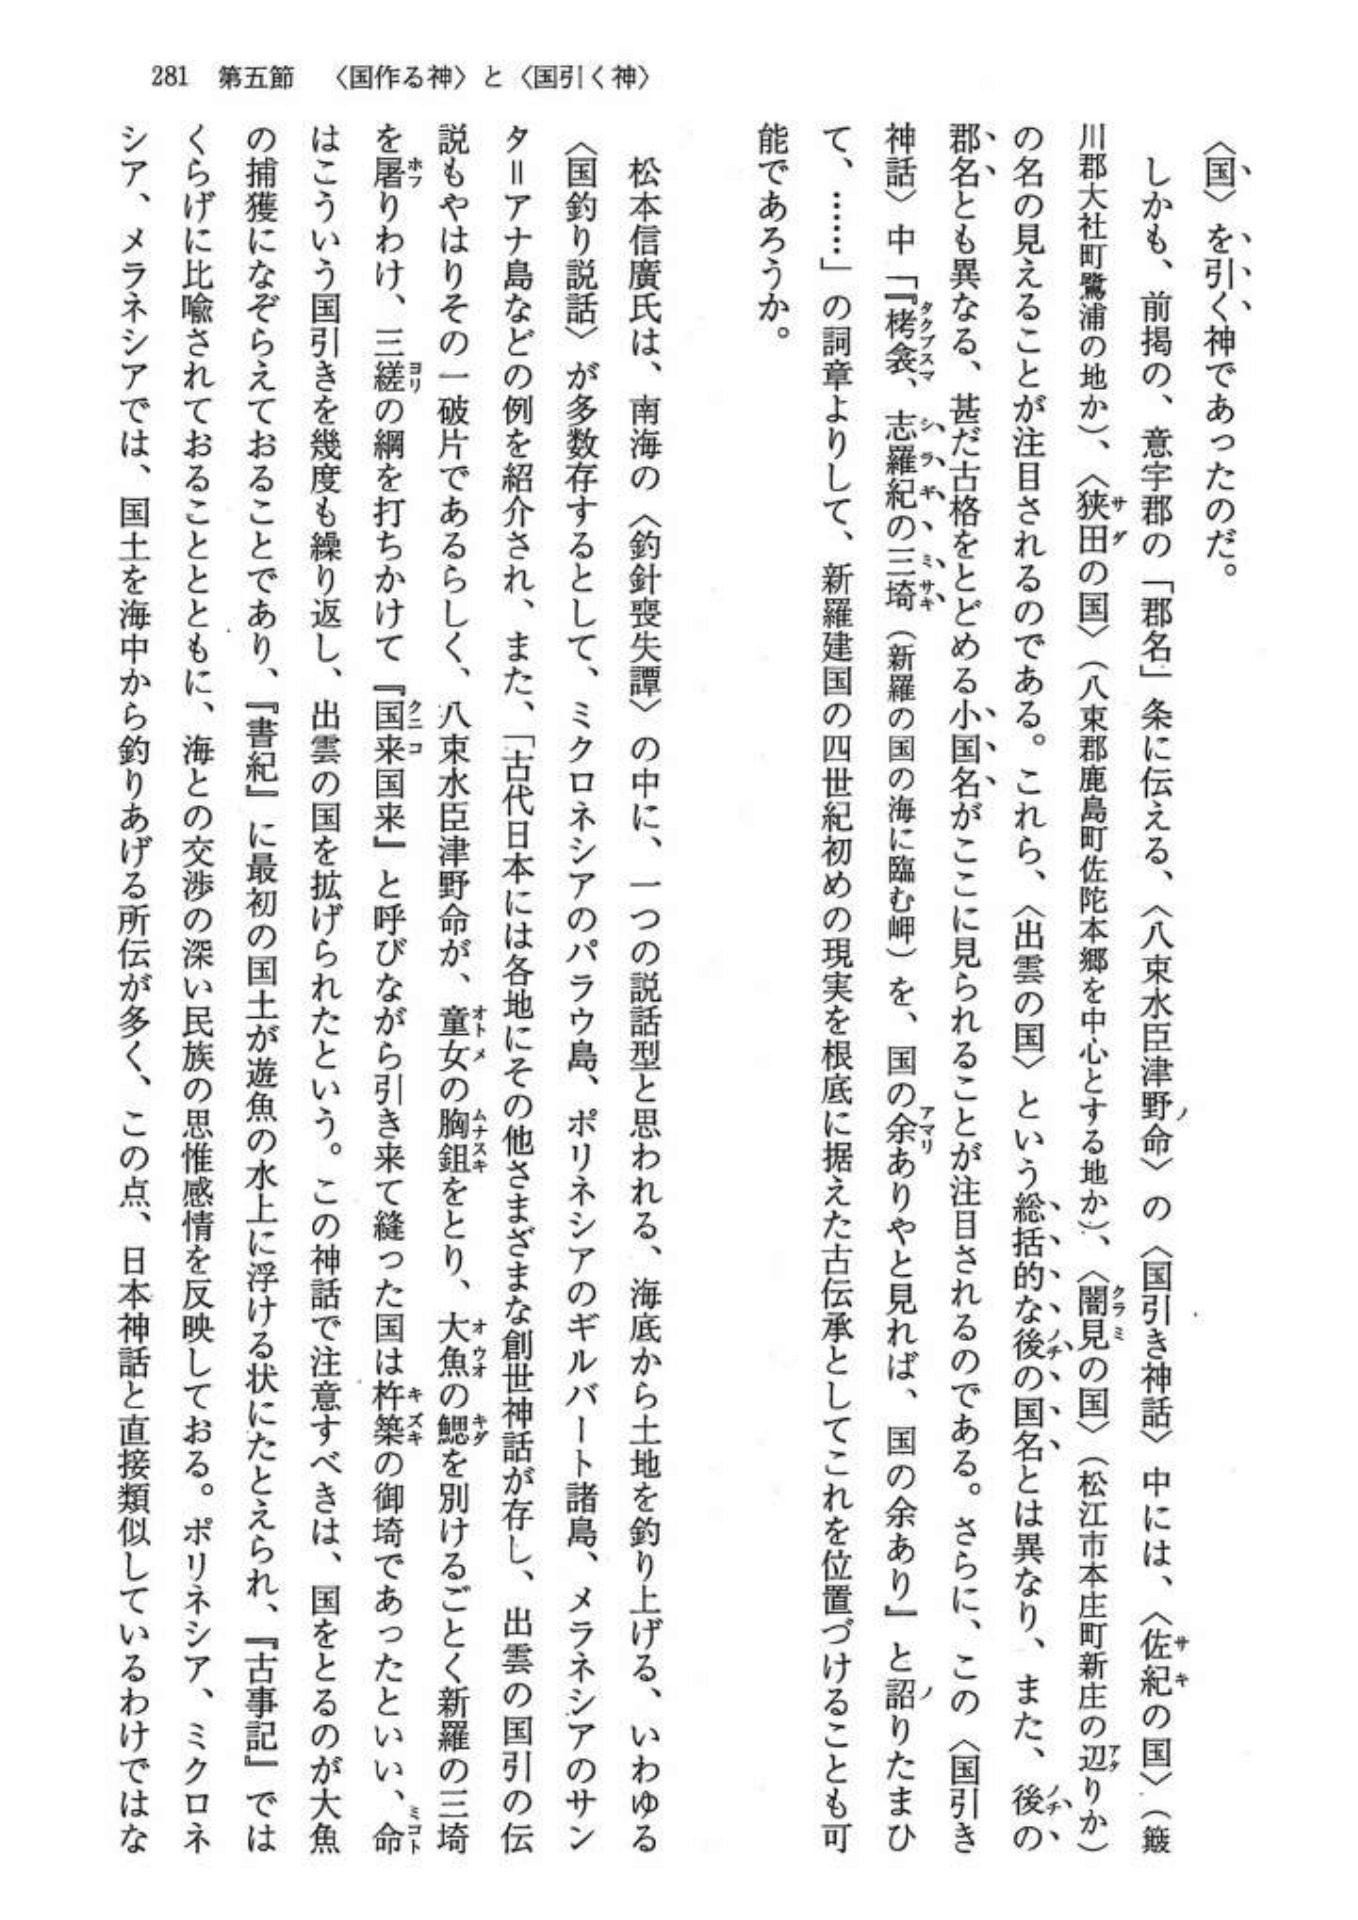 281　第五節　〈国作る神〉と〈国引く神〉
〈国〉を引く神であったのだ。
　しかも、前掲の、意宇郡の「郡名」条に伝える、〈八束水臣津野命〉の〈国引き神話〉中には、〈佐紀の国〉（簸
川郡大社町鷺浦の地か）、〈狭田の国〉（八束郡鹿島町佐陀本郷を中心とする地か）、〈闇見の国〉（松江市本庄町新庄の辺りか）
の名の見えることが注目されるのである。これら、〈出雲の国〉という総括的な後の国名とは異なり、また、後の
郡名とも異なる、甚だ古格をとどめる小国名がここに見られることが注目されるのである。さらに、この〈国引き
神話〉中「『栲衾、志羅紀の三埼（新羅の国の海に臨む岬）を、国の余ありやと見れば、国の余あり』と詔りたまひ
て、……」の詞章よりして、新羅建国の四世紀初めの現実を根底に据えた古伝承としてこれを位置づけることも可
能であろうか。
　松本信廣氏は、南海の〈釣針喪失譚〉の中に、一つの説話型と思われる、海底から土地を釣り上げる、いわゆる
〈国釣り説話〉が多数存するとして、ミクロネシアのパラウ島、ポリネシアのギルバート諸島、メラネシアのサン
タ＝アナ島などの例を紹介され、また、「古代日本には各地にその他さまざまな創世神話が存し、出雲の国引の伝
説もやはりその一破片であるらしく、八束水臣津野命が、童女の胸鉏をとり、大魚の鰓を別けるごとく新羅の三埼
を屠りわけ、三縒の綱を打ちかけて『国来国来』と呼びながら引き来て縫った国は杵築の御埼であったといい、命
はこういう国引きを幾度も繰り返し、出雲の国を拡げられたという。この神話で注意すべきは、国をとるのが大魚
の捕獲になぞらえておることであり、『書紀』に最初の国土が遊魚の水上に浮ける状にたとえられ、『古事記』では
くらげに比喩されておることとともに、海との交渉の深い民族の思惟感情を反映しておる。ポリネシア、ミクロネ
シア、メラネシアでは、国土を海中から釣りあげる所伝が多く、この点、日本神話と直接類似しているわけではな